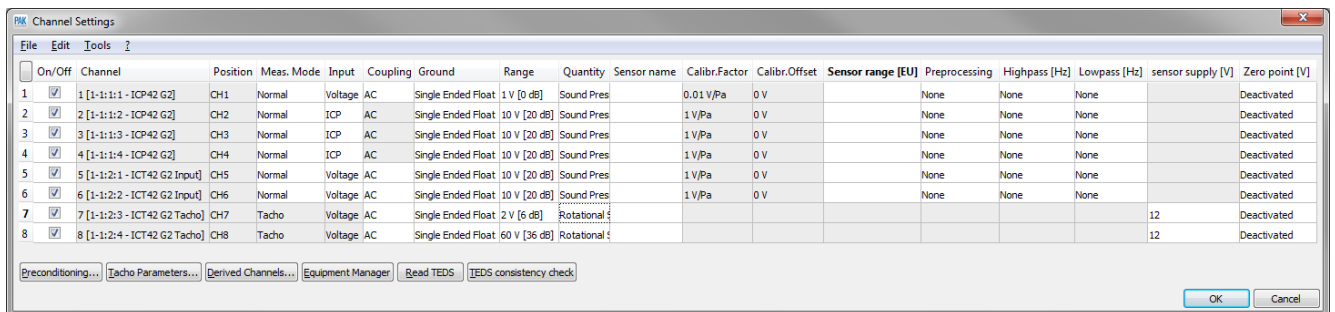 PAK Channel Settings
File Edit Tools ?
On/Off Channel Position Meas. Mode Input Coupling Ground Range Quantity Sensor name Calibr.Factor Calibr.Offset Sensor range [EU] Preprocessing Highpass [Hz] Lowpass [Hz] sensor supply [V] Zero point [V]
1 1 [1-1:1:1 - ICP42 G2] CH1 Normal Voltage AC Single Ended Float 1 V [0 dB] Sound Pres 0.01 V/Pa 0 V None None None Deactivated
2 2 [1-1:1:2 - ICP42 G2] CH2 Normal ICP AC Single Ended Float 10 V [20 dB] Sound Pres 1 V/Pa 0 V None None None Deactivated
3 3 [1-1:1:3 - ICP42 G2] CH3 Normal ICP AC Single Ended Float 10 V [20 dB] Sound Pres 1 V/Pa 0 V None None None Deactivated
4 4 [1-1:1:4 - ICP42 G2] CH4 Normal ICP AC Single Ended Float 10 V [20 dB] Sound Pres 1 V/Pa 0 V None None None Deactivated
5 5 [1-1:2:1 - ICT42 G2 Input] CH5 Normal Voltage AC Single Ended Float 10 V [20 dB] Sound Pres 1 V/Pa 0 V None None None Deactivated
6 6 [1-1:2:2 - ICT42 G2 Input] CH6 Normal Voltage AC Single Ended Float 10 V [20 dB] Sound Pres 1 V/Pa 0 V None None None Deactivated
7 7 [1-1:2:3 - ICT42 G2 Tacho] CH7 Tacho Voltage AC Single Ended Float 2 V [6 dB] Rotational S 12 Deactivated
8 8 [1-1:2:4 - ICT42 G2 Tacho] CH8 Tacho Voltage AC Single Ended Float 60 V [36 dB] Rotational S 12 Deactivated
Preconditioning... Tacho Parameters... Derived Channels... Equipment Manager Read TEDS TEDS consistency check
OK Cancel